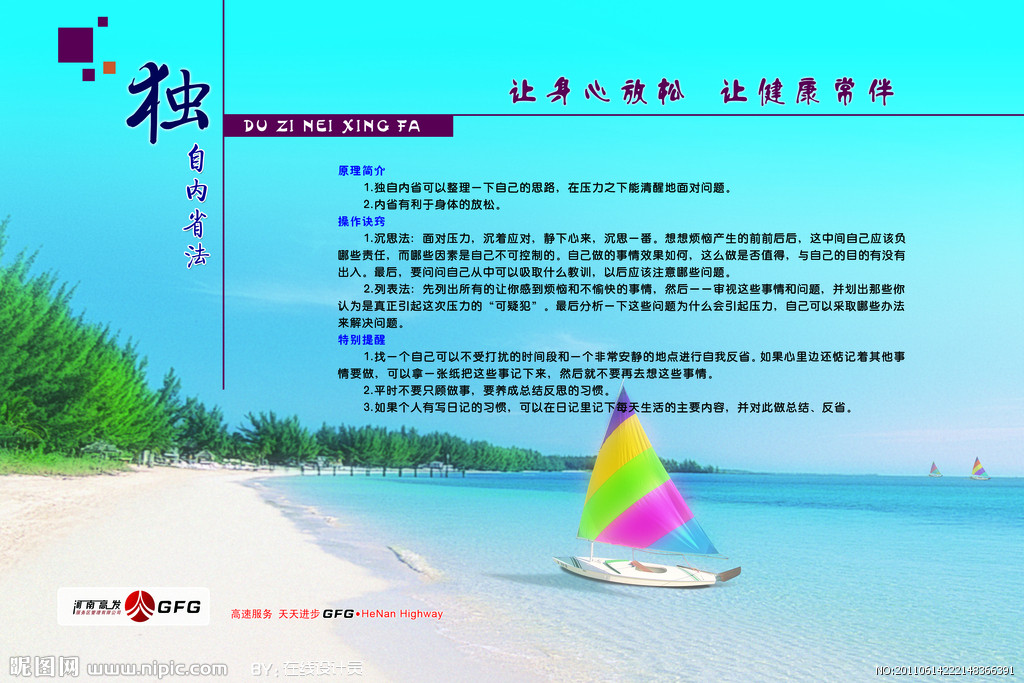 独
自内省法
让身心放松 让健康常伴
DU ZI NEI XING FA
原理简介
1.独自内省可以整理一下自己的思路，在压力之下能清醒地面对问题。
2.内省有利于身体的放松。
操作诀窍
1.沉思法：面对压力，沉着应对，静下心来，沉思一番。想想烦恼产生的前前后后，这中间自己应该负
哪些责任，而哪些因素是自己不可控制的。自己做的事情效果如何，这么做是否值得，与自己的目的有没有
出入。最后，要问问自己从中可以吸取什么教训，以后应该注意哪些问题。
2.列表法：先列出所有的让你感到烦恼和不愉快的事情，然后一一审视这些事情和问题，并划出那些你
认为是真正引起这次压力的“可疑犯”。最后分析一下这些问题为什么会引起压力，自己可以采取哪些办法
来解决问题。
特别提醒
1.找一个自己可以不受打扰的时间段和一个非常安静的地点进行自我反省。如果心里边还惦记着其他事
情要做，可以拿一张纸把这些事记下来，然后就不要再去想这些事情。
2.平时不要只顾做事，要养成总结反思的习惯。
3.如果个人有写日记的习惯，可以在日记里记下每天生活的主要内容，并对此做总结、反省。
河南高发 GFG
服务区管理有限公司
高速服务 天天进步 GFG•HeNan Highway
昵图网 www.nipic.com BY:在线设计员
NO:20110614222148366391